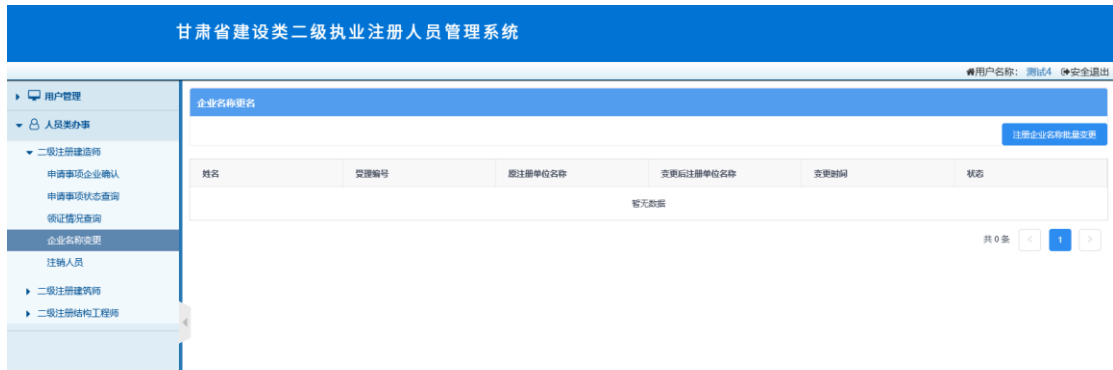 甘肃省建设类二级执业注册人员管理系统
用户名称： 测试4 安全退出
用户管理
人员类办事
二级注册建造师
申请事项企业确认
申请事项状态查询
领证情况查询
企业名称变更
注销人员
二级注册建筑师
二级注册结构工程师
企业名称更名
注册企业名称批量变更
姓名 受理编号 原注册单位名称 变更后注册单位名称 变更时间 状态
暂无数据
共 0 条 < 1 >